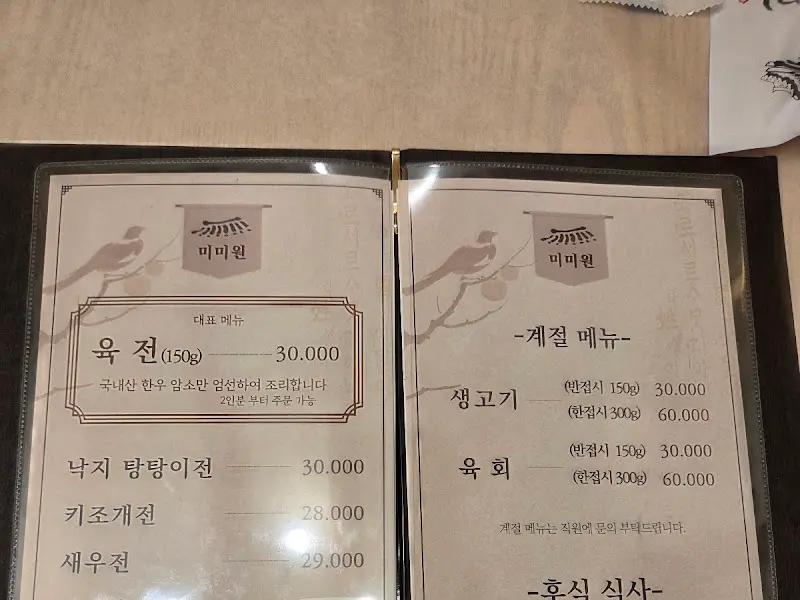 미미원
대표 메뉴
육 전(150g) 30.000
국내산 한우 암소만 엄선하여 조리합니다
2인분 부터 주문 가능
낙지 탕탕이전 30.000
키조개전 28.000
새우전 29.000
미미원
-계절 메뉴-
생고기 (반접시 150g) 30.000
(한접시 300g) 60.000
육 회 (반접시 150g) 30.000
(한접시 300g) 60.000
계절 메뉴는 직원에 문의 부탁드립니다.
-후식 식사-